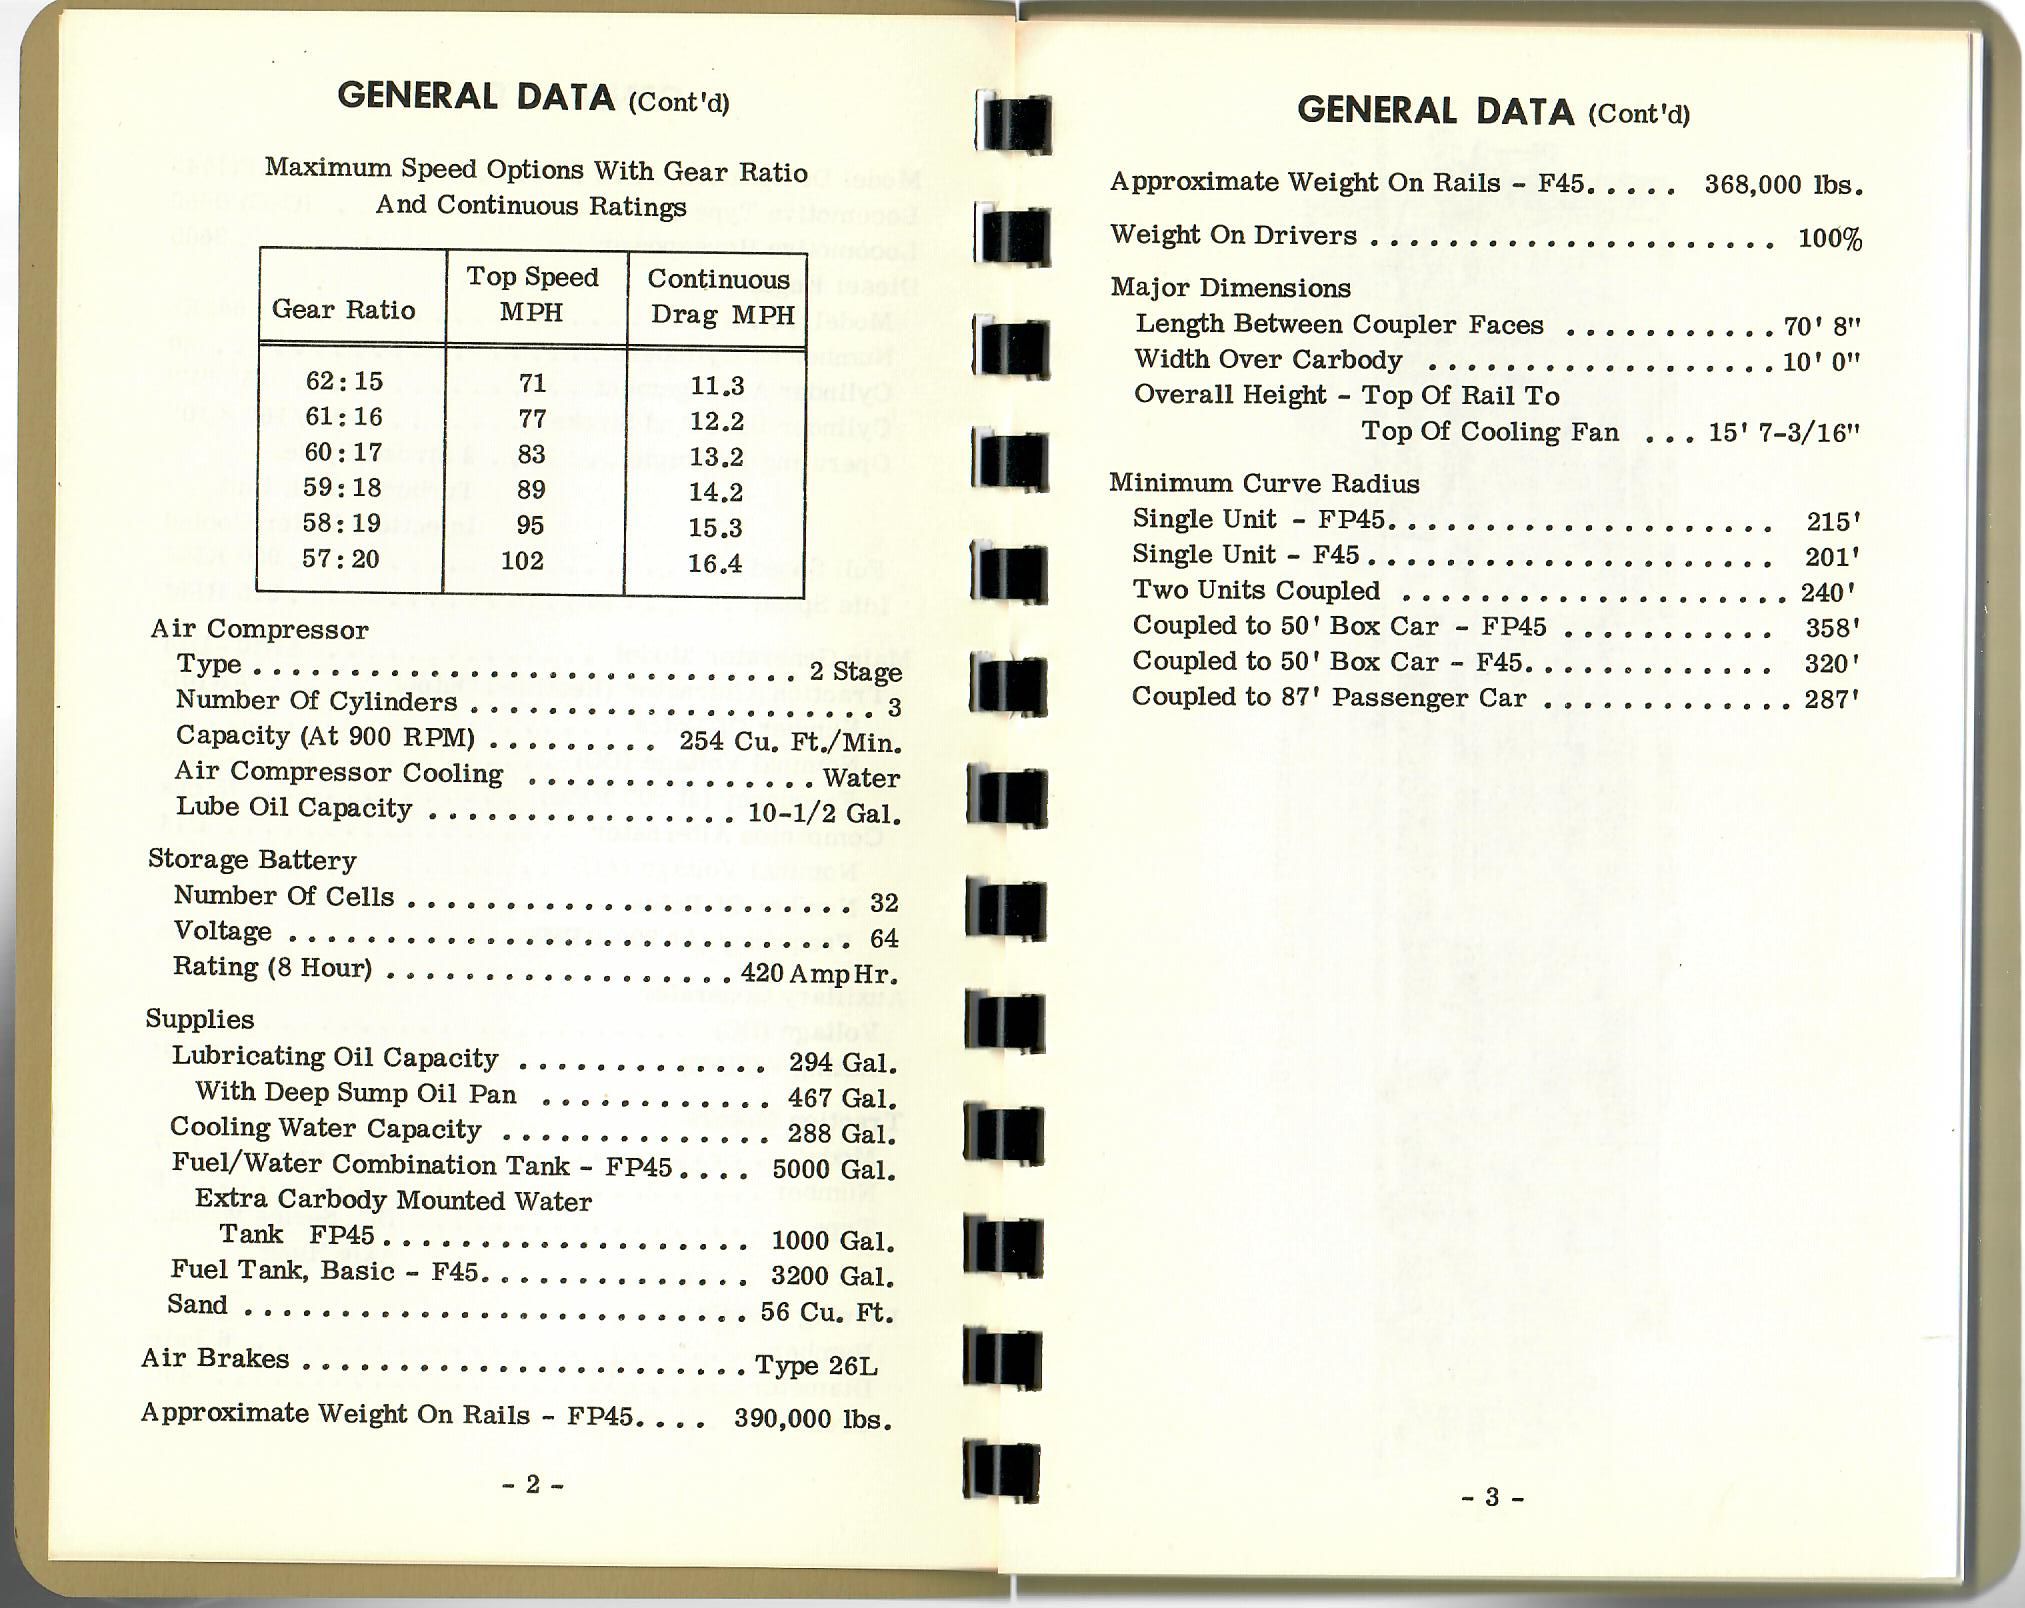 GENERAL DATA (Cont'd)
Maximum Speed Options With Gear Ratio
And Continuous Ratings
Gear Ratio Top Speed MPH Continuous Drag MPH
62:15 71 11.3
61:16 77 12.2
60:17 83 13.2
59:18 89 14.2
58:19 95 15.3
57:20 102 16.4
Air Compressor
Type . . . . . . . . . . . . . . . . . . . . . . . . . . . . 2 Stage
Number Of Cylinders . . . . . . . . . . . . . . . . . . . . . 3
Capacity (At 900 RPM) . . . . . . . . . 254 Cu. Ft./Min.
Air Compressor Cooling . . . . . . . . . . . . . . . Water
Lube Oil Capacity . . . . . . . . . . . . . . . . 10-1/2 Gal.
Storage Battery
Number Of Cells . . . . . . . . . . . . . . . . . . . . . . . 32
Voltage . . . . . . . . . . . . . . . . . . . . . . . . . . . . . 64
Rating (8 Hour) . . . . . . . . . . . . . . . . . . 420 Amp Hr.
Supplies
Lubricating Oil Capacity . . . . . . . . . . . . . 294 Gal.
With Deep Sump Oil Pan . . . . . . . . . . . . 467 Gal.
Cooling Water Capacity . . . . . . . . . . . . . . 288 Gal.
Fuel/Water Combination Tank - FP45 . . . . 5000 Gal.
Extra Carbody Mounted Water
Tank FP45 . . . . . . . . . . . . . . . . . . . 1000 Gal.
Fuel Tank, Basic - F45 . . . . . . . . . . . . . . 3200 Gal.
Sand . . . . . . . . . . . . . . . . . . . . . . . . . . 56 Cu. Ft.
Air Brakes . . . . . . . . . . . . . . . . . . . . . . . Type 26L
Approximate Weight On Rails - FP45 . . . . 390,000 lbs.
- 2 -
GENERAL DATA (Cont'd)
Approximate Weight On Rails - F45 . . . . . 368,000 lbs.
Weight On Drivers . . . . . . . . . . . . . . . . . . . . . 100%
Major Dimensions
Length Between Coupler Faces . . . . . . . . . . . 70' 8"
Width Over Carbody . . . . . . . . . . . . . . . . . . 10' 0"
Overall Height - Top Of Rail To
Top Of Cooling Fan . . . 15' 7-3/16"
Minimum Curve Radius
Single Unit - FP45 . . . . . . . . . . . . . . . . . . . . 215'
Single Unit - F45 . . . . . . . . . . . . . . . . . . . . . 201'
Two Units Coupled . . . . . . . . . . . . . . . . . . . . 240'
Coupled to 50' Box Car - FP45 . . . . . . . . . . . 358'
Coupled to 50' Box Car - F45 . . . . . . . . . . . . . 320'
Coupled to 87' Passenger Car . . . . . . . . . . . . . 287'
- 3 -